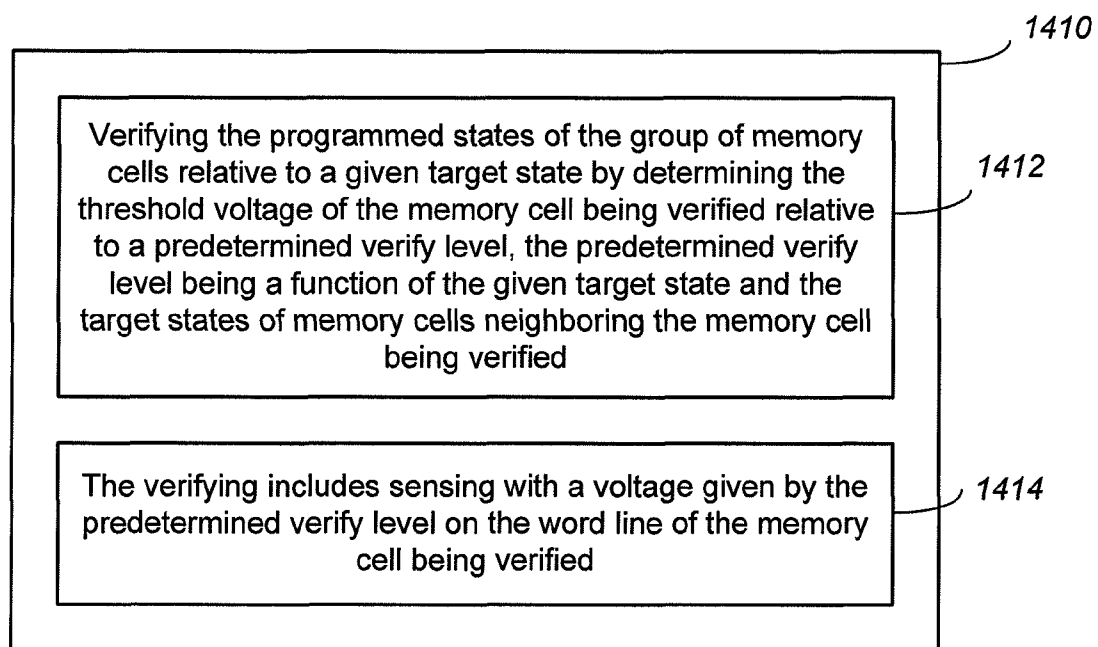 1410
Verifying the programmed states of the group of memory
cells relative to a given target state by determining the
threshold voltage of the memory cell being verified relative
to a predetermined verify level, the predetermined verify
level being a function of the given target state and the
target states of memory cells neighboring the memory cell
being verified
1412
The verifying includes sensing with a voltage given by the
predetermined verify level on the word line of the memory
cell being verified
1414